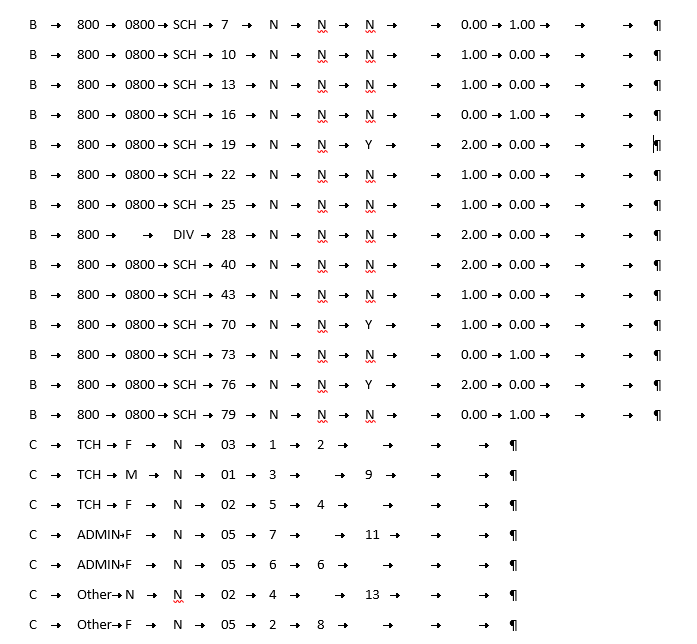 B → 800 → 0800 → SCH → 7 → N → N → N → → 0.00 → 1.00 → → → ¶
B → 800 → 0800 → SCH → 10 → N → N → N → → 1.00 → 0.00 → → → ¶
B → 800 → 0800 → SCH → 13 → N → N → N → → 1.00 → 0.00 → → → ¶
B → 800 → 0800 → SCH → 16 → N → N → N → → 0.00 → 1.00 → → → ¶
B → 800 → 0800 → SCH → 19 → N → N → Y → → 2.00 → 0.00 → → → ¶
B → 800 → 0800 → SCH → 22 → N → N → N → → 1.00 → 0.00 → → → ¶
B → 800 → 0800 → SCH → 25 → N → N → N → → 1.00 → 0.00 → → → ¶
B → 800 → → DIV → 28 → N → N → N → → 2.00 → 0.00 → → → ¶
B → 800 → 0800 → SCH → 40 → N → N → N → → 2.00 → 0.00 → → → ¶
B → 800 → 0800 → SCH → 43 → N → N → N → → 1.00 → 0.00 → → → ¶
B → 800 → 0800 → SCH → 70 → N → N → Y → → 1.00 → 0.00 → → → ¶
B → 800 → 0800 → SCH → 73 → N → N → N → → 0.00 → 1.00 → → → ¶
B → 800 → 0800 → SCH → 76 → N → N → Y → → 2.00 → 0.00 → → → ¶
B → 800 → 0800 → SCH → 79 → N → N → N → → 0.00 → 1.00 → → → ¶
C → TCH → F → N → 03 → 1 → 2 → → → → ¶
C → TCH → M → N → 01 → 3 → → 9 → → → ¶
C → TCH → F → N → 02 → 5 → 4 → → → → ¶
C → ADMIN → F → N → 05 → 7 → → 11 → → → ¶
C → ADMIN → F → N → 05 → 6 → 6 → → → → ¶
C → Other → N → N → 02 → 4 → → 13 → → → ¶
C → Other → F → N → 05 → 2 → 8 → → → → ¶